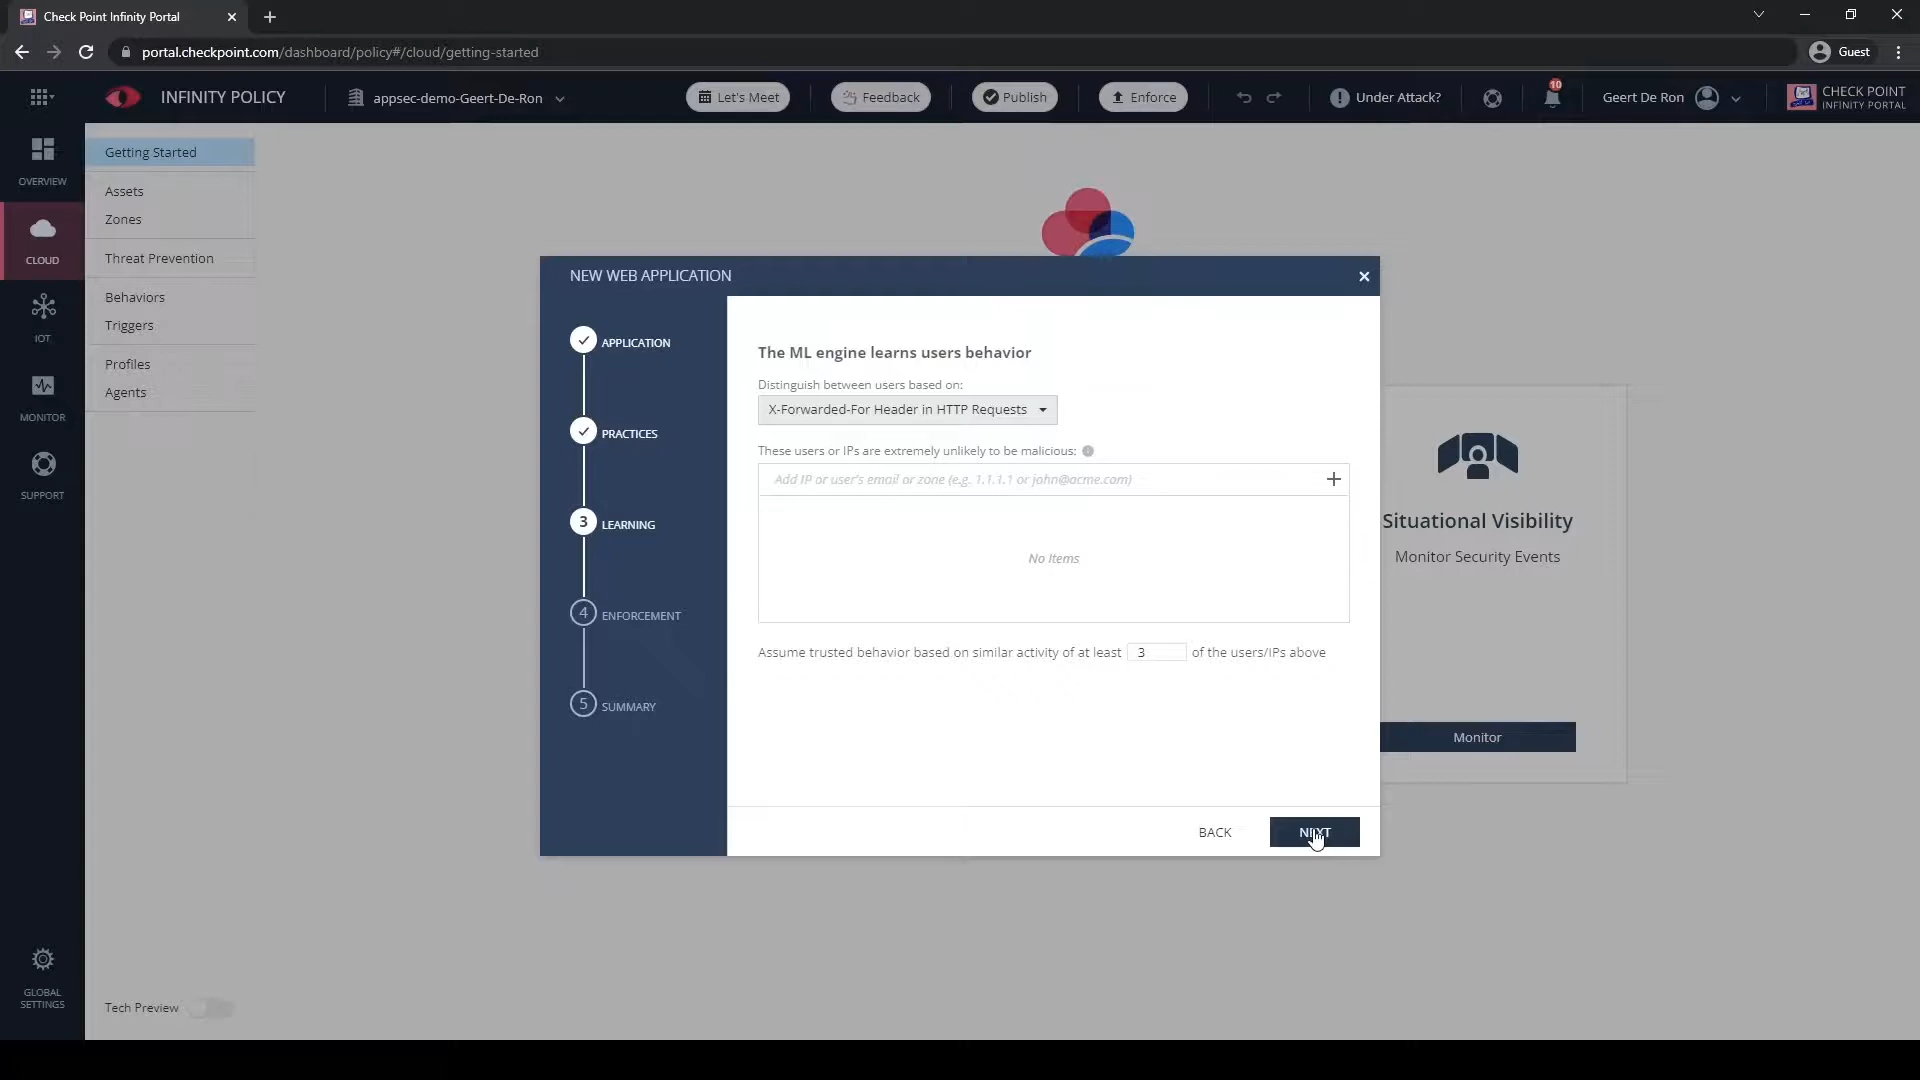 Check Point Infinity Portal
portal.checkpoint.com/dashboard/policy#/cloud/getting-started
Guest
INFINITY POLICY
appsec-demo-Geert-De-Ron
Let's Meet
Feedback
Publish
Enforce
Under Attack?
10
Geert De Ron
CHECK POINT
INFINITY PORTAL
OVERVIEW
CLOUD
IOT
MONITOR
SUPPORT
GLOBAL
SETTINGS
Getting Started
Assets
Zones
Threat Prevention
Behaviors
Triggers
Profiles
Agents
Tech Preview
NEW WEB APPLICATION
APPLICATION
PRACTICES
3 LEARNING
4 ENFORCEMENT
5 SUMMARY
The ML engine learns users behavior
Distinguish between users based on:
X-Forwarded-For Header in HTTP Requests
These users or IPs are extremely unlikely to be malicious:
Add IP or user's email or zone (e.g. 1.1.1.1 or john@acme.com)
No Items
Assume trusted behavior based on similar activity of at least 3 of the users/IPs above
BACK
NEXT
Situational Visibility
Monitor Security Events
Monitor